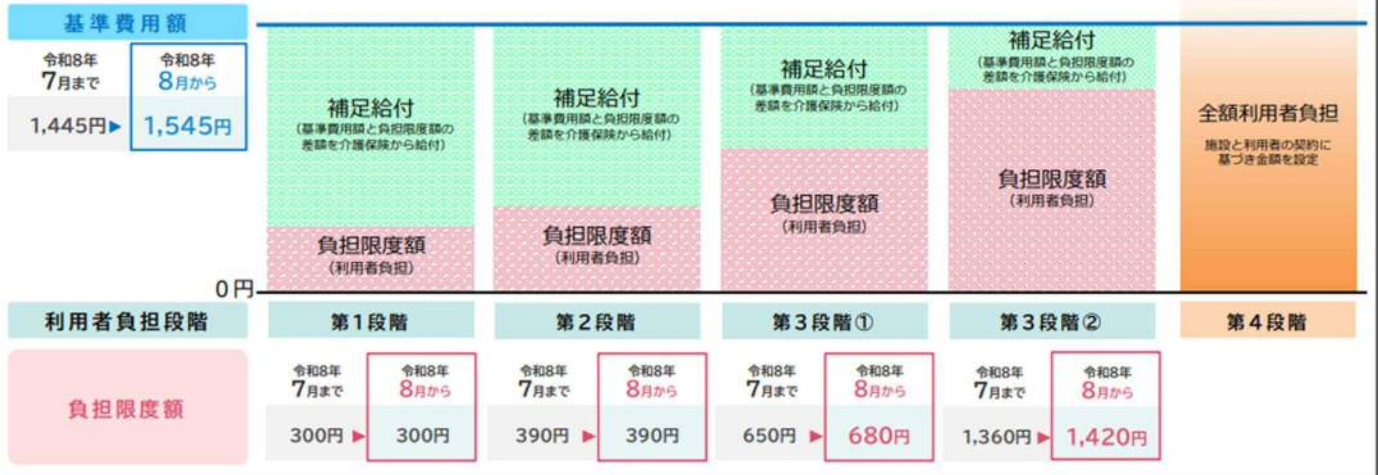 基準費用額
令和8年
7月まで
令和8年
8月から
1,445円▶
1,545円
補足給付
(基準費用額と負担限度額の
差額を介護保険から給付)
負担限度額
(利用者負担)
補足給付
(基準費用額と負担限度額の
差額を介護保険から給付)
負担限度額
(利用者負担)
補足給付
(基準費用額と負担限度額の
差額を介護保険から給付)
負担限度額
(利用者負担)
補足給付
(基準費用額と負担限度額の
差額を介護保険から給付)
負担限度額
(利用者負担)
全額利用者負担
施設と利用者の契約に
基づき金額を設定
0円
利用者負担段階
第1段階
第2段階
第3段階①
第3段階②
第4段階
負担限度額
令和8年
7月まで
令和8年
8月から
300円▶
300円
令和8年
7月まで
令和8年
8月から
390円▶
390円
令和8年
7月まで
令和8年
8月から
650円▶
680円
令和8年
7月まで
令和8年
8月から
1,360円▶
1,420円